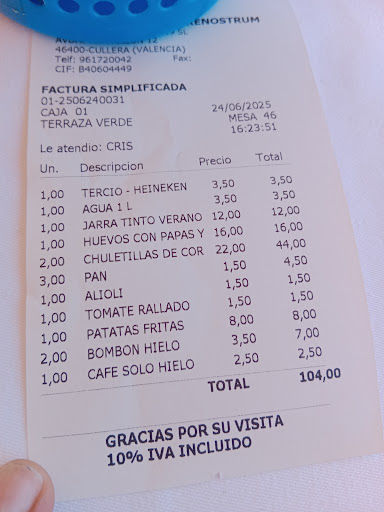 RENOSTRUM
SL
12
46400-CULLERA (VALENCIA)
Telf: 961720042 Fax:
CIF: B40604449
FACTURA SIMPLIFICADA
01-2506240031 24/06/2025
CAJA 01 MESA 46
TERRAZA VERDE 16:23:51
Le atendio: CRIS
Un. Descripcion Precio Total
1,00 TERCIO - HEINEKEN 3,50 3,50
1,00 AGUA 1 L 3,50 3,50
1,00 JARRA TINTO VERANO 12,00 12,00
1,00 HUEVOS CON PAPAS Y 16,00 16,00
2,00 CHULETILLAS DE COR 22,00 44,00
3,00 PAN 1,50 4,50
1,00 ALIOLI 1,50 1,50
1,00 TOMATE RALLADO 1,50 1,50
1,00 PATATAS FRITAS 8,00 8,00
2,00 BOMBON HIELO 3,50 7,00
1,00 CAFE SOLO HIELO 2,50 2,50
TOTAL 104,00
GRACIAS POR SU VISITA
10% IVA INCLUIDO